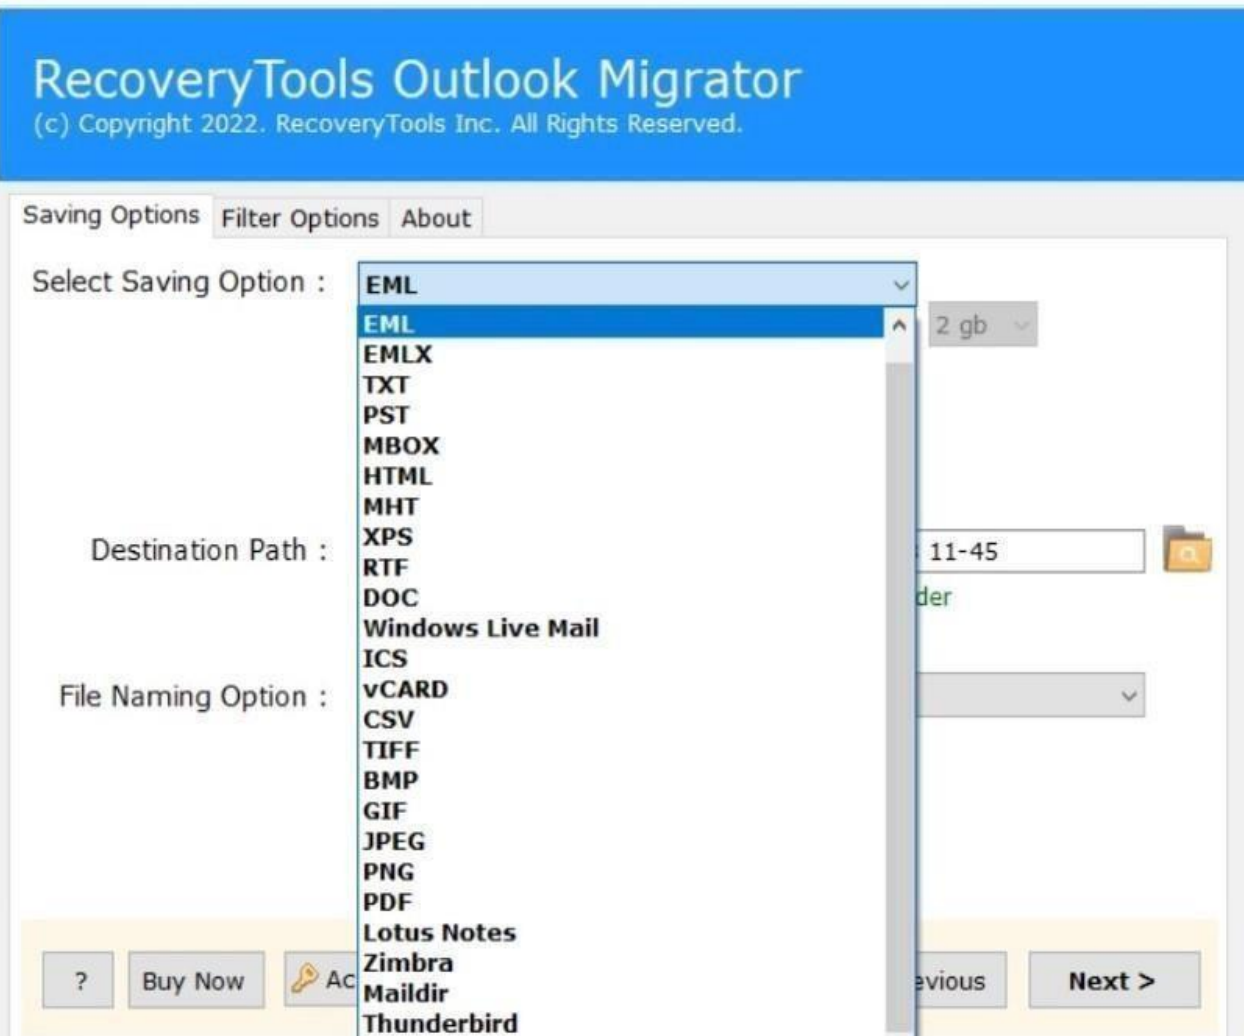 RecoveryTools Outlook Migrator
(c) Copyright 2022. RecoveryTools Inc. All Rights Reserved.
Saving Options Filter Options About
Select Saving Option : EML
EML
2 gb
EMLX
TXT
PST
MBOX
HTML
MHT
XPS
Destination Path : 11-45
RTF
DOC
der
Windows Live Mail
ICS
vCARD
File Naming Option :
CSV
TIFF
BMP
GIF
JPEG
PNG
PDF
Lotus Notes
Zimbra
? Buy Now Ac evious Next >
Maildir
Thunderbird